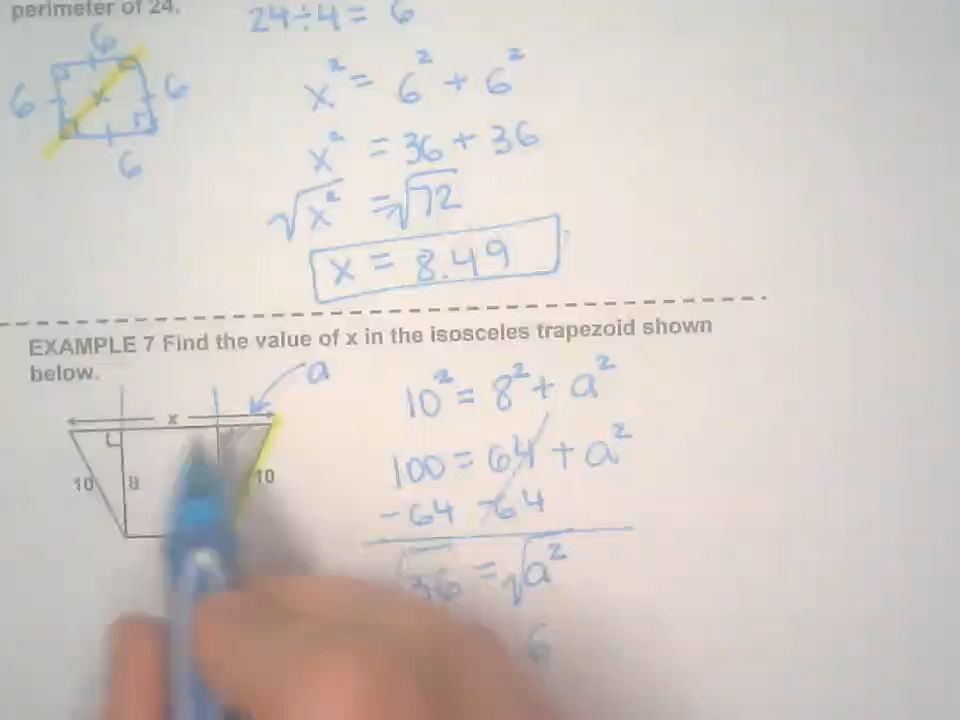 perimeter of 24.
24÷4 = 6
6
6 x 6
6
x² = 6² + 6²
x² = 36 + 36
√x² = √72
x = 8.49
EXAMPLE 7 Find the value of x in the isosceles trapezoid shown
below.
a
x
10 8 10
10² = 8² + a²
100 = 64 + a²
-64 -64
√36 = √a²
6